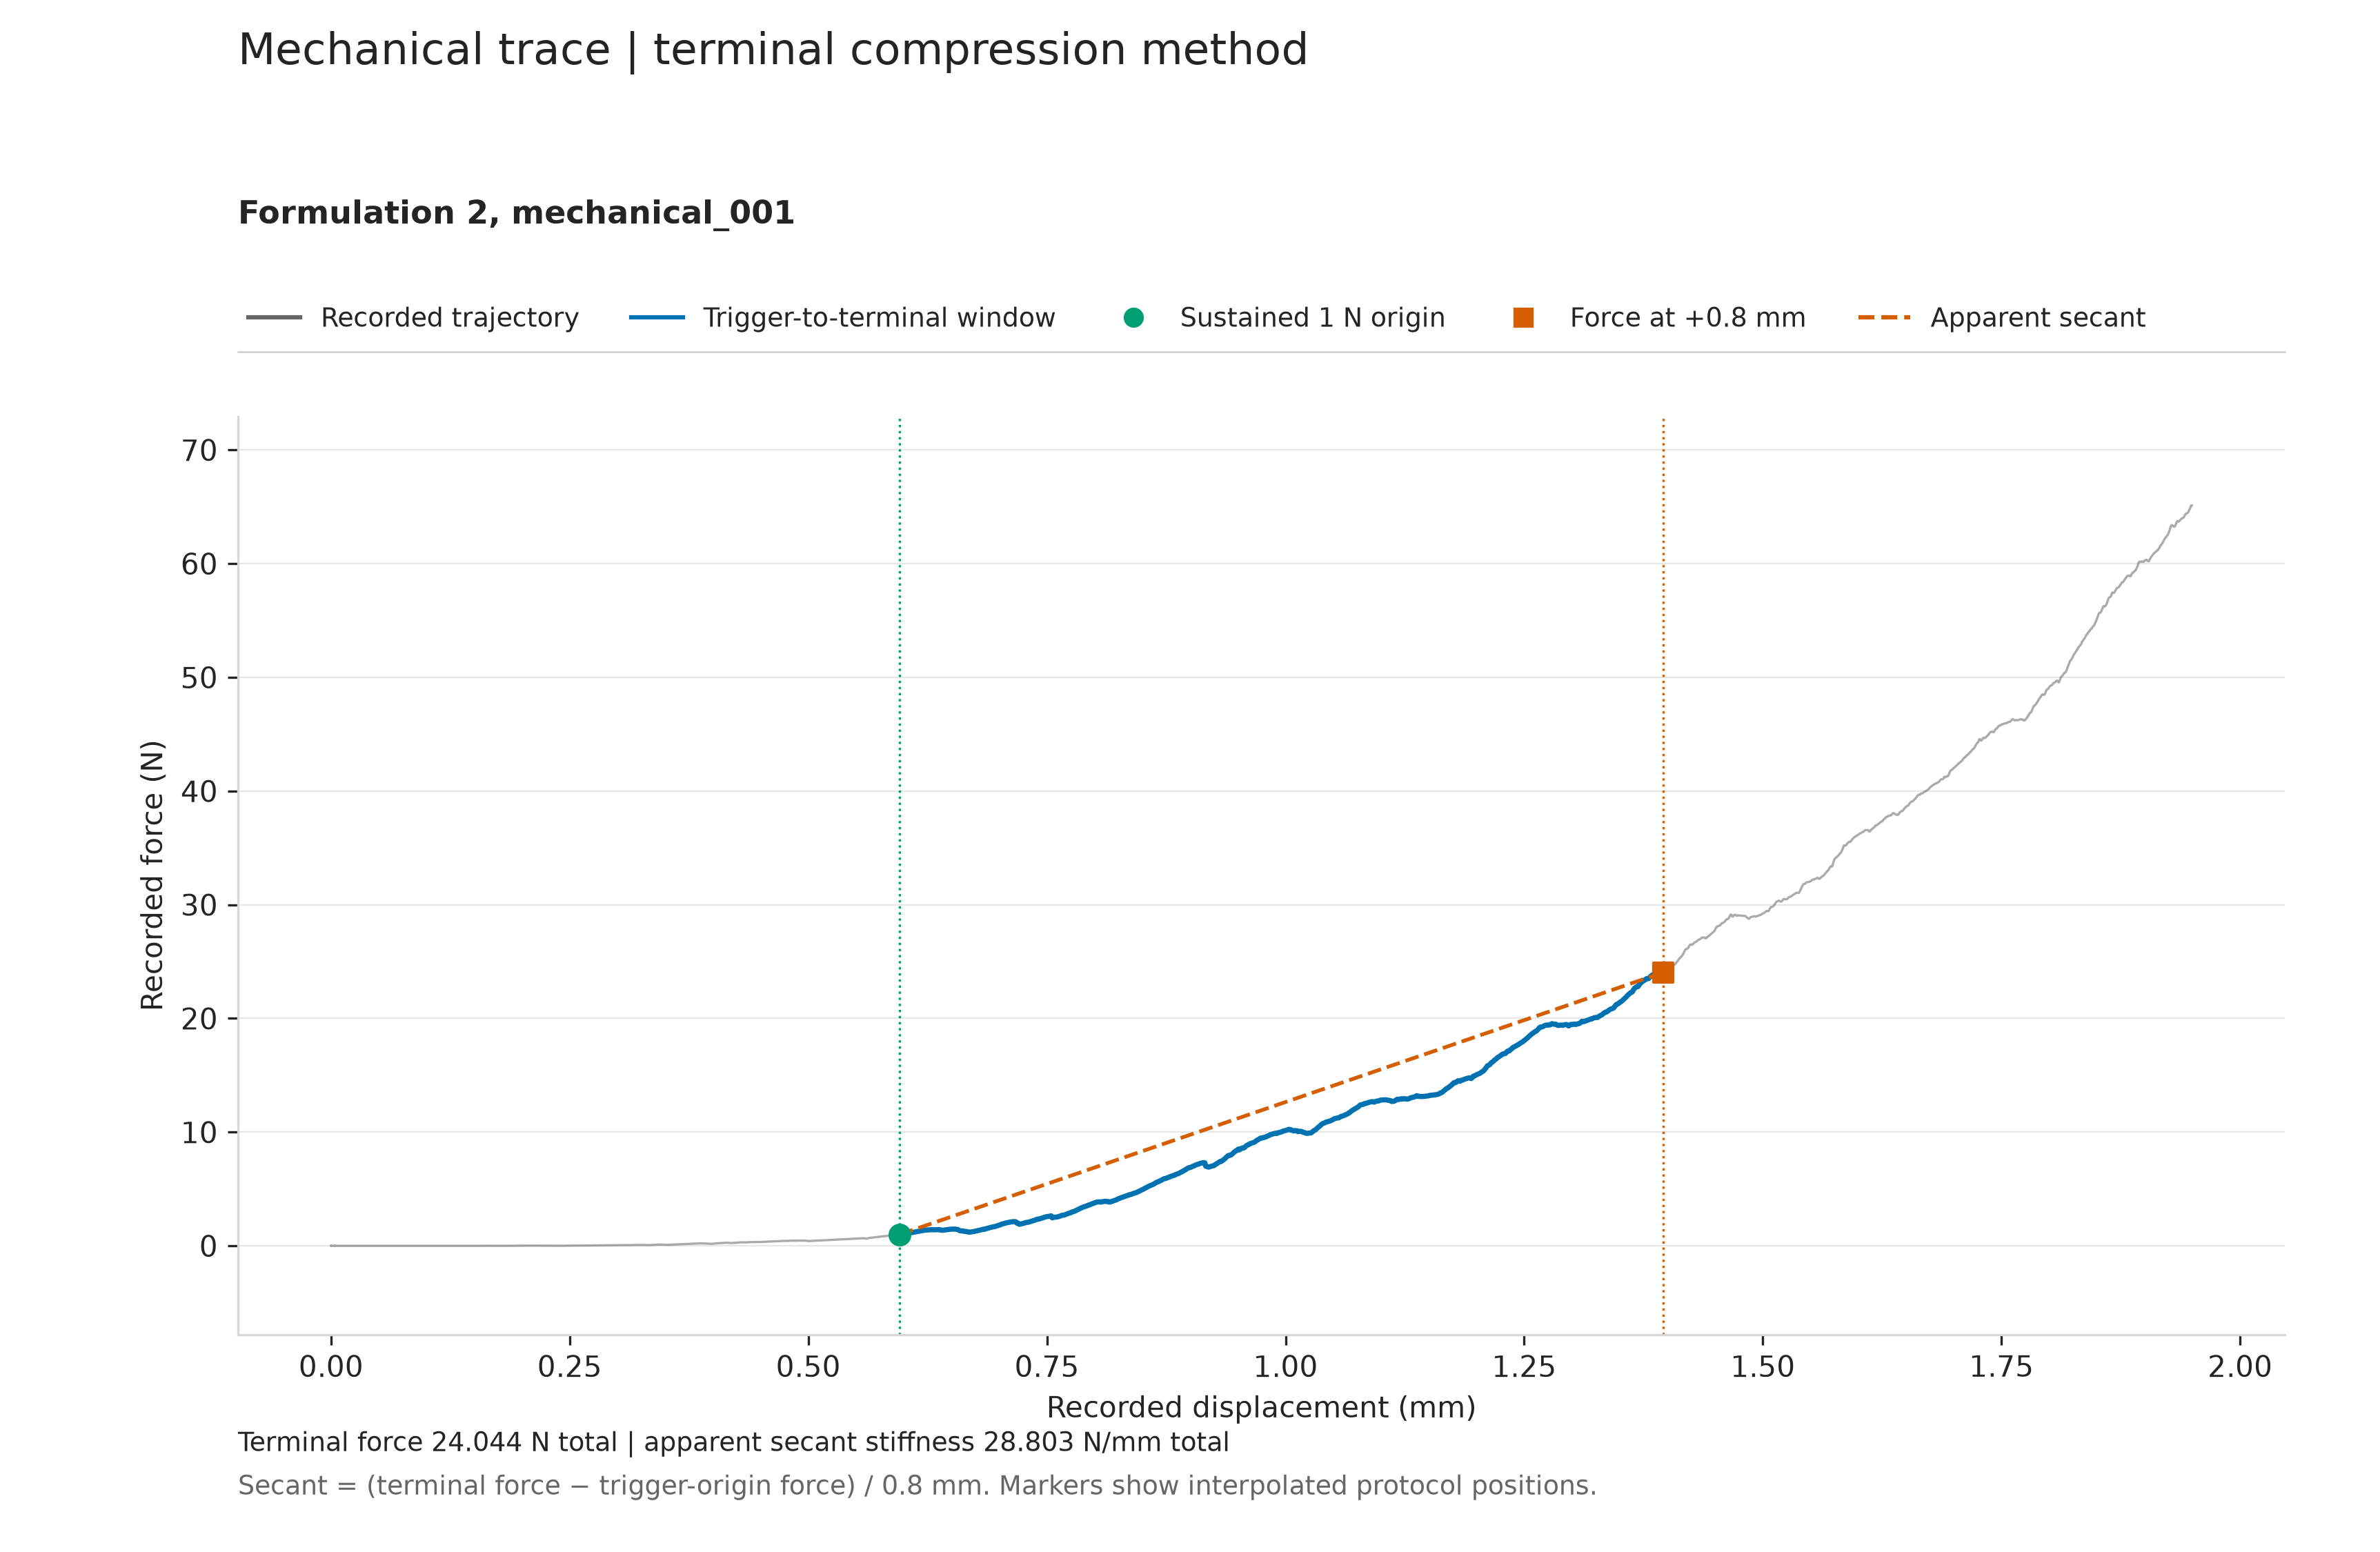 Mechanical trace | terminal compression method
Formulation 2, mechanical_001
Recorded trajectory
Trigger-to-terminal window
Sustained 1 N origin
Force at +0.8 mm
Apparent secant
Recorded force (N)
70
60
50
40
30
20
10
0
0.00 0.25 0.50 0.75 1.00 1.25 1.50 1.75 2.00
Recorded displacement (mm)
Terminal force 24.044 N total | apparent secant stiffness 28.803 N/mm total
Secant = (terminal force − trigger-origin force) / 0.8 mm. Markers show interpolated protocol positions.